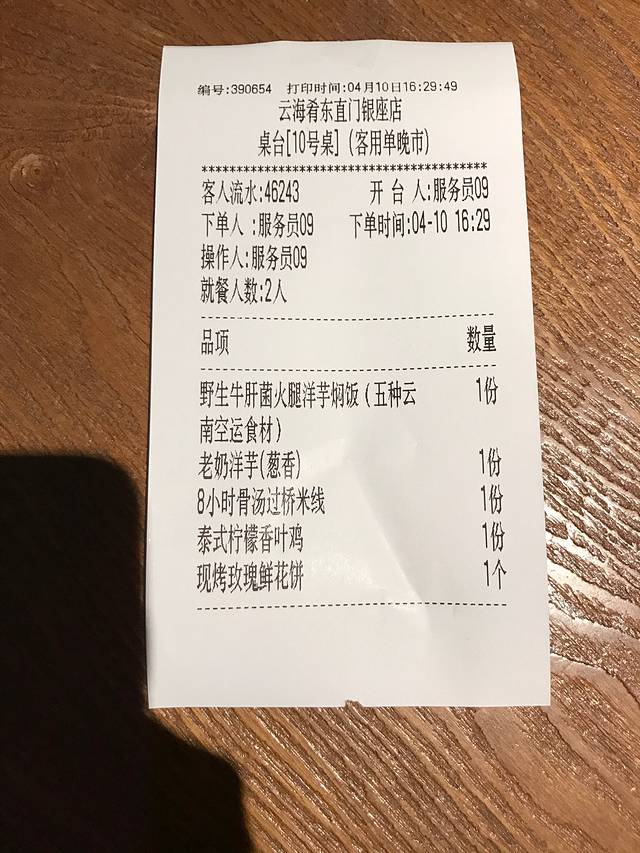 编号:390654 打印时间:04月10日16:29:49
云海肴东直门银座店
桌台[10号桌] (客用单晚市)
****************************************
客人流水:46243 开 台 人:服务员09
下单人 :服务员09 下单时间:04-10 16:29
操作人:服务员09
就餐人数:2人
品项 数量
野生牛肝菌火腿洋芋焖饭 (五种云 1份
南空运食材)
老奶洋芋(葱香) 1份
8小时骨汤过桥米线 1份
泰式柠檬香叶鸡 1份
现烤玫瑰鲜花饼 1个